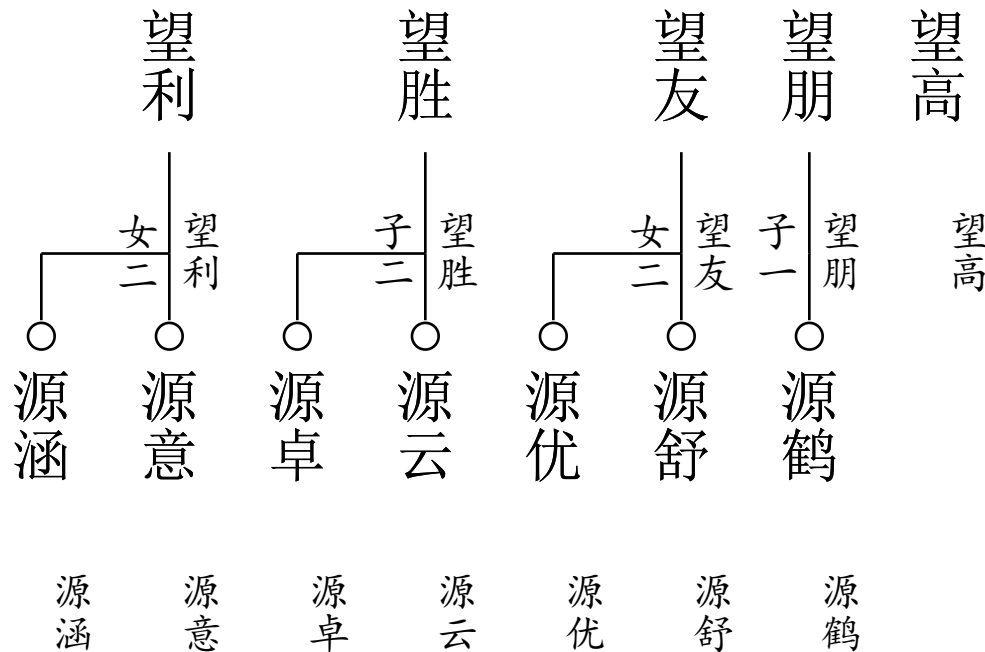 望高
望朋
望友
望胜
望利
望高
望朋
子一
望友
女二
望胜
子二
望利
女二
源鹤
源舒
源优
源云
源卓
源意
源涵
源鹤
源舒
源优
源云
源卓
源意
源涵